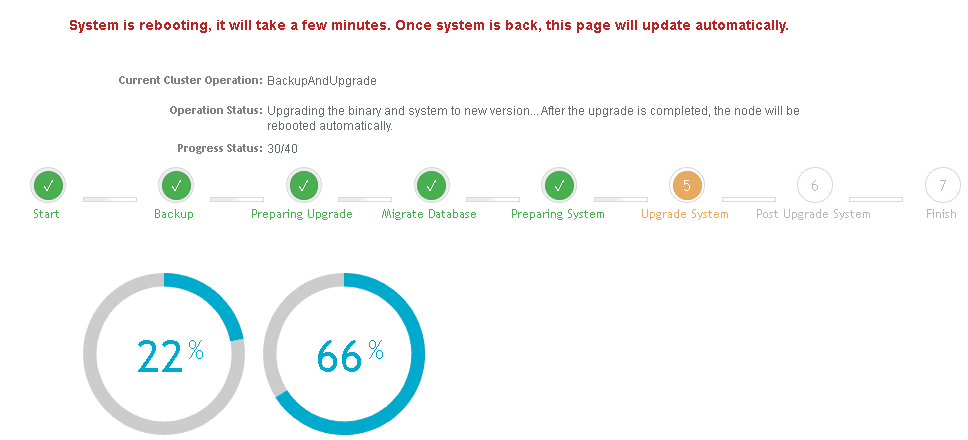 System is rebooting, it will take a few minutes. Once system is back, this page will update automatically.
Current Cluster Operation: BackupAndUpgrade
Operation Status: Upgrading the binary and system to new version... After the upgrade is completed, the node will be
rebooted automatically.
Progress Status: 30/40
✓ ✓ ✓ ✓ ✓ 5 6 7
Start Backup Preparing Upgrade Migrate Database Preparing System Upgrade System Post Upgrade System Finish
22% 66%